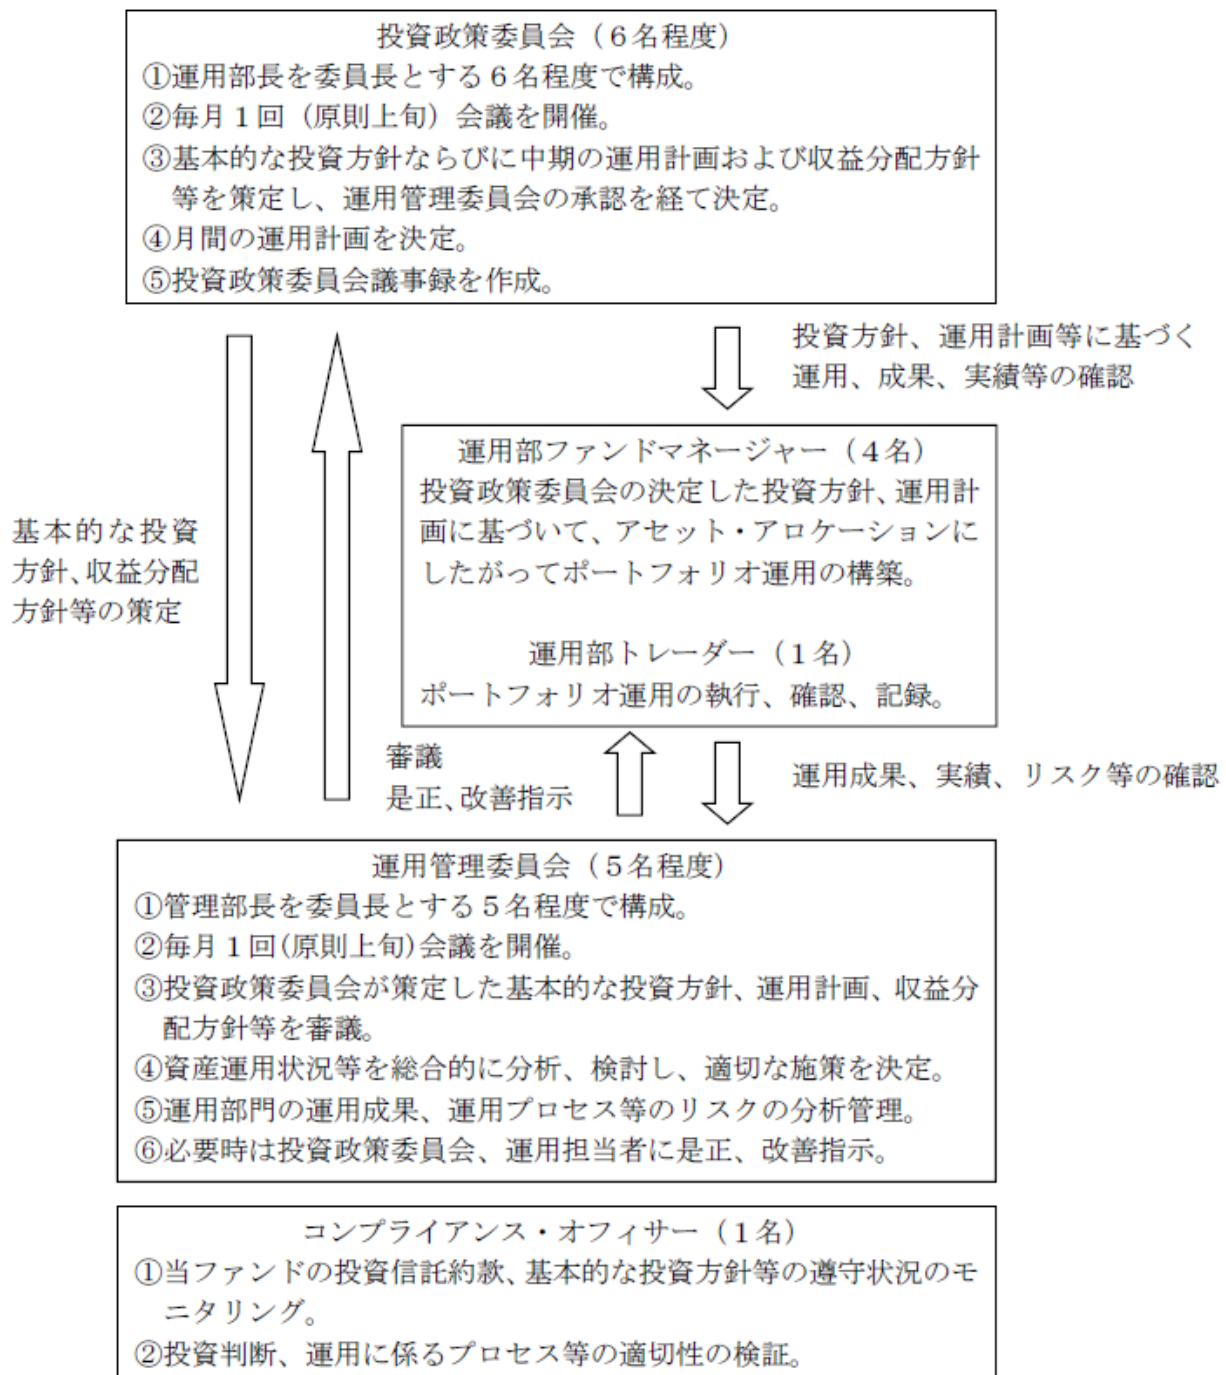 投資政策委員会（６名程度）
①運用部長を委員長とする６名程度で構成。
②毎月１回（原則上旬）会議を開催。
③基本的な投資方針ならびに中期の運用計画および収益分配方針
等を策定し、運用管理委員会の承認を経て決定。
④月間の運用計画を決定。
⑤投資政策委員会議事録を作成。
投資方針、運用計画等に基づく
運用、成果、実績等の確認
運用部ファンドマネージャー（４名）
投資政策委員会の決定した投資方針、運用計
画に基づいて、アセット・アロケーションに
したがってポートフォリオ運用の構築。
運用部トレーダー（１名）
ポートフォリオ運用の執行、確認、記録。
基本的な投資
方針、収益分配
方針等の策定
審議
是正、改善指示
運用成果、実績、リスク等の確認
運用管理委員会（５名程度）
①管理部長を委員長とする５名程度で構成。
②毎月１回(原則上旬)会議を開催。
③投資政策委員会が策定した基本的な投資方針、運用計画、収益分
配方針等を審議。
④資産運用状況等を総合的に分析、検討し、適切な施策を決定。
⑤運用部門の運用成果、運用プロセス等のリスクの分析管理。
⑥必要時は投資政策委員会、運用担当者に是正、改善指示。
コンプライアンス・オフィサー（１名）
①当ファンドの投資信託約款、基本的な投資方針等の遵守状況のモ
ニタリング。
②投資判断、運用に係るプロセス等の適切性の検証。